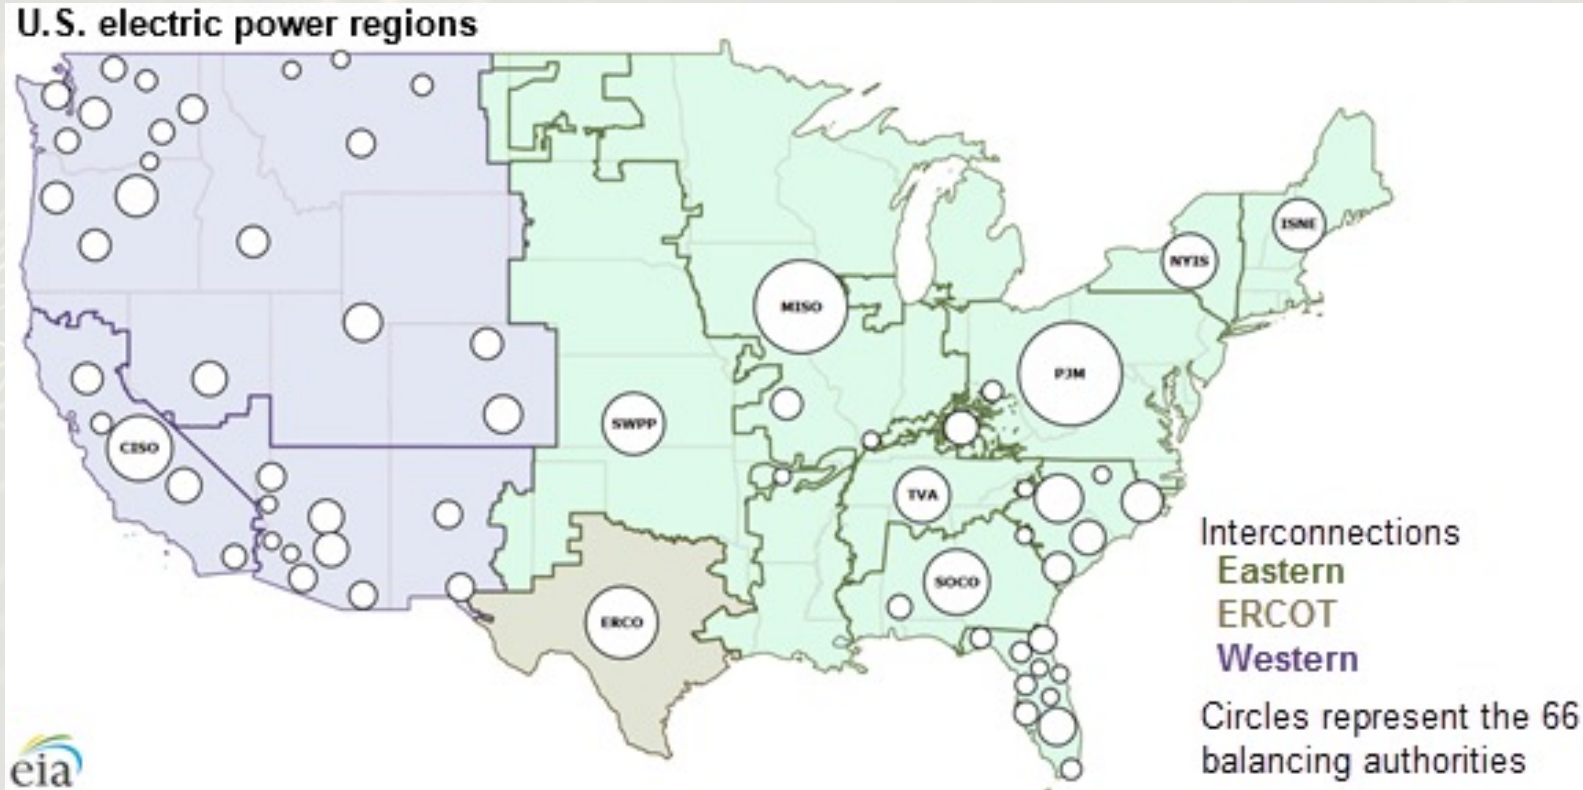 U.S. electric power regions
ISNE
NYIS
MISO
PJM
SWPP
CISO
TVA
SOCO
ERCO
Interconnections
Eastern
ERCOT
Western
Circles represent the 66
balancing authorities
eia